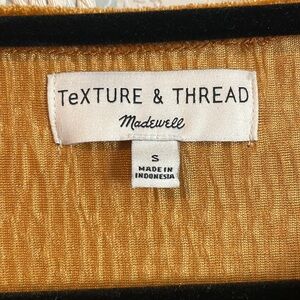 TeXTURE & THREAD
Madewell
S
MADE IN
INDONESIA